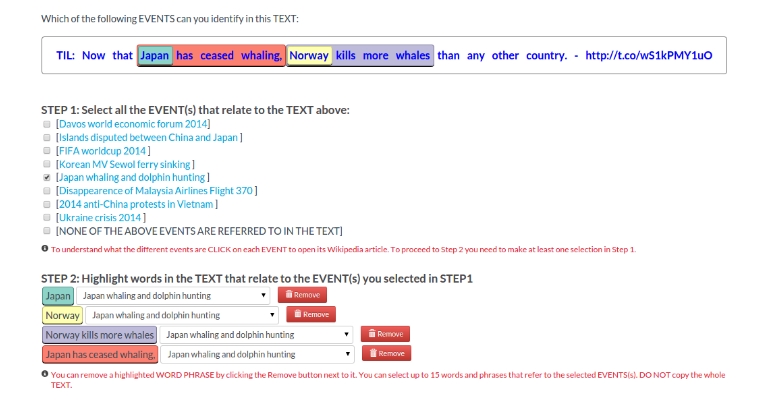 Which of the following EVENTS can you identify in this TEXT:
TIL: Now that Japan has ceased whaling, Norway kills more whales than any other country. - http://t.co/wS1kPMY1uO
STEP 1: Select all the EVENT(s) that relate to the TEXT above:
[Davos world economic forum 2014]
[Islands disputed between China and Japan ]
[FIFA worldcup 2014 ]
[Korean MV Sewol ferry sinking ]
[Japan whaling and dolphin hunting ]
[Disappearance of Malaysia Airlines Flight 370 ]
[2014 anti-China protests in Vietnam ]
[Ukraine crisis 2014 ]
[NONE OF THE ABOVE EVENTS ARE REFERRED TO IN THE TEXT]
To understand what the different events are CLICK on each EVENT to open its Wikipedia article. To proceed to Step 2 you need to make at least one selection in Step 1.
STEP 2: Highlight words in the TEXT that relate to the EVENT(s) you selected in STEP1
Japan Japan whaling and dolphin hunting Remove
Norway Japan whaling and dolphin hunting Remove
Norway kills more whales Japan whaling and dolphin hunting Remove
Japan has ceased whaling, Japan whaling and dolphin hunting Remove
You can remove a highlighted WORD PHRASE by clicking the Remove button next to it. You can select up to 15 words and phrases that refer to the selected EVENTS(s). DO NOT copy the whole
TEXT.